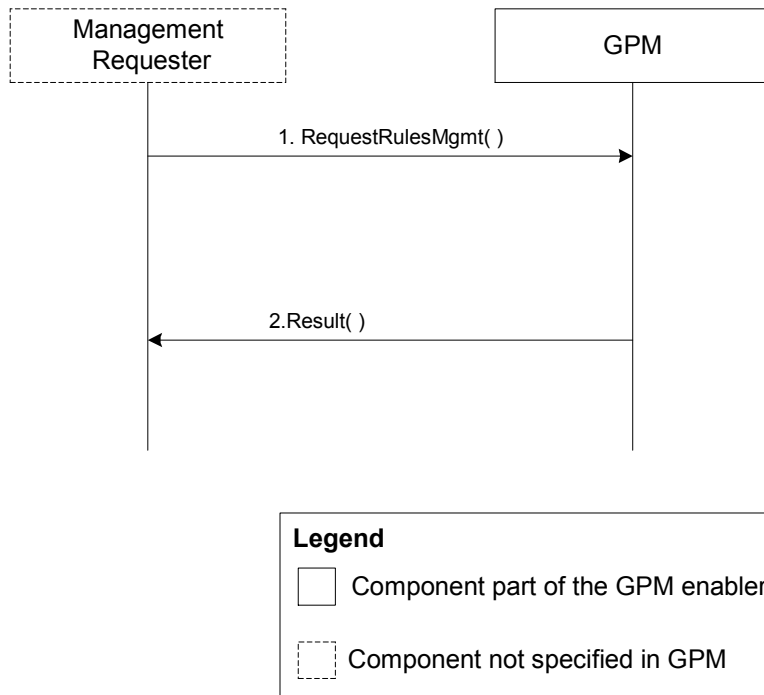 Management
Requester
GPM
1. RequestRulesMgmt( )
2.Result( )
Legend
Component part of the GPM enabler
Component not specified in GPM